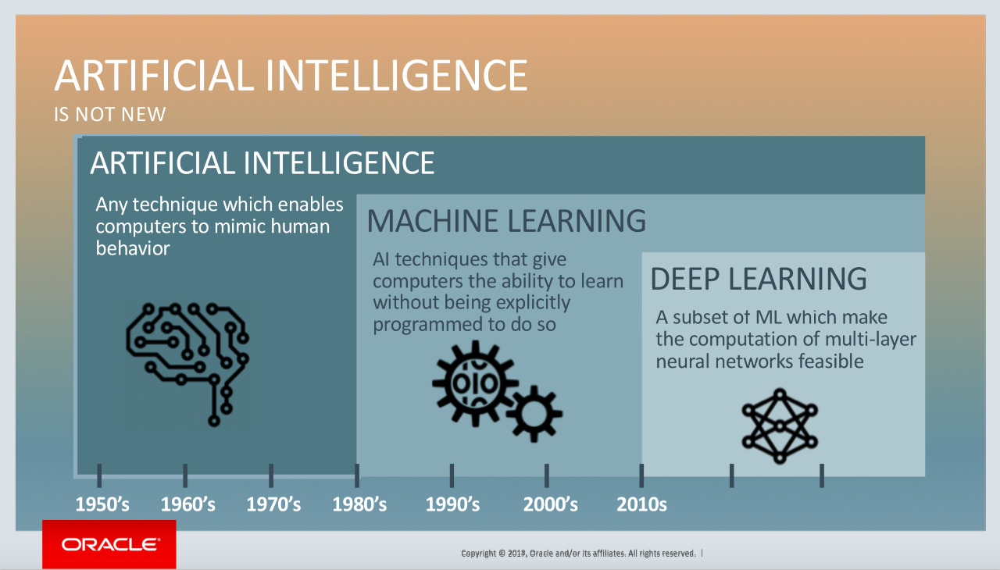 ARTIFICIAL INTELLIGENCE
IS NOT NEW
ARTIFICIAL INTELLIGENCE
Any technique which enables
computers to mimic human
behavior
MACHINE LEARNING
AI techniques that give
computers the ability to learn
without being explicitly
programmed to do so
DEEP LEARNING
A subset of ML which make
the computation of multi-layer
neural networks feasible
OIO
1950’s 1960’s 1970’s 1980’s 1990’s 2000’s 2010s
ORACLE®
Copyright © Oracle and/or its affiliates. All rights reserved. |